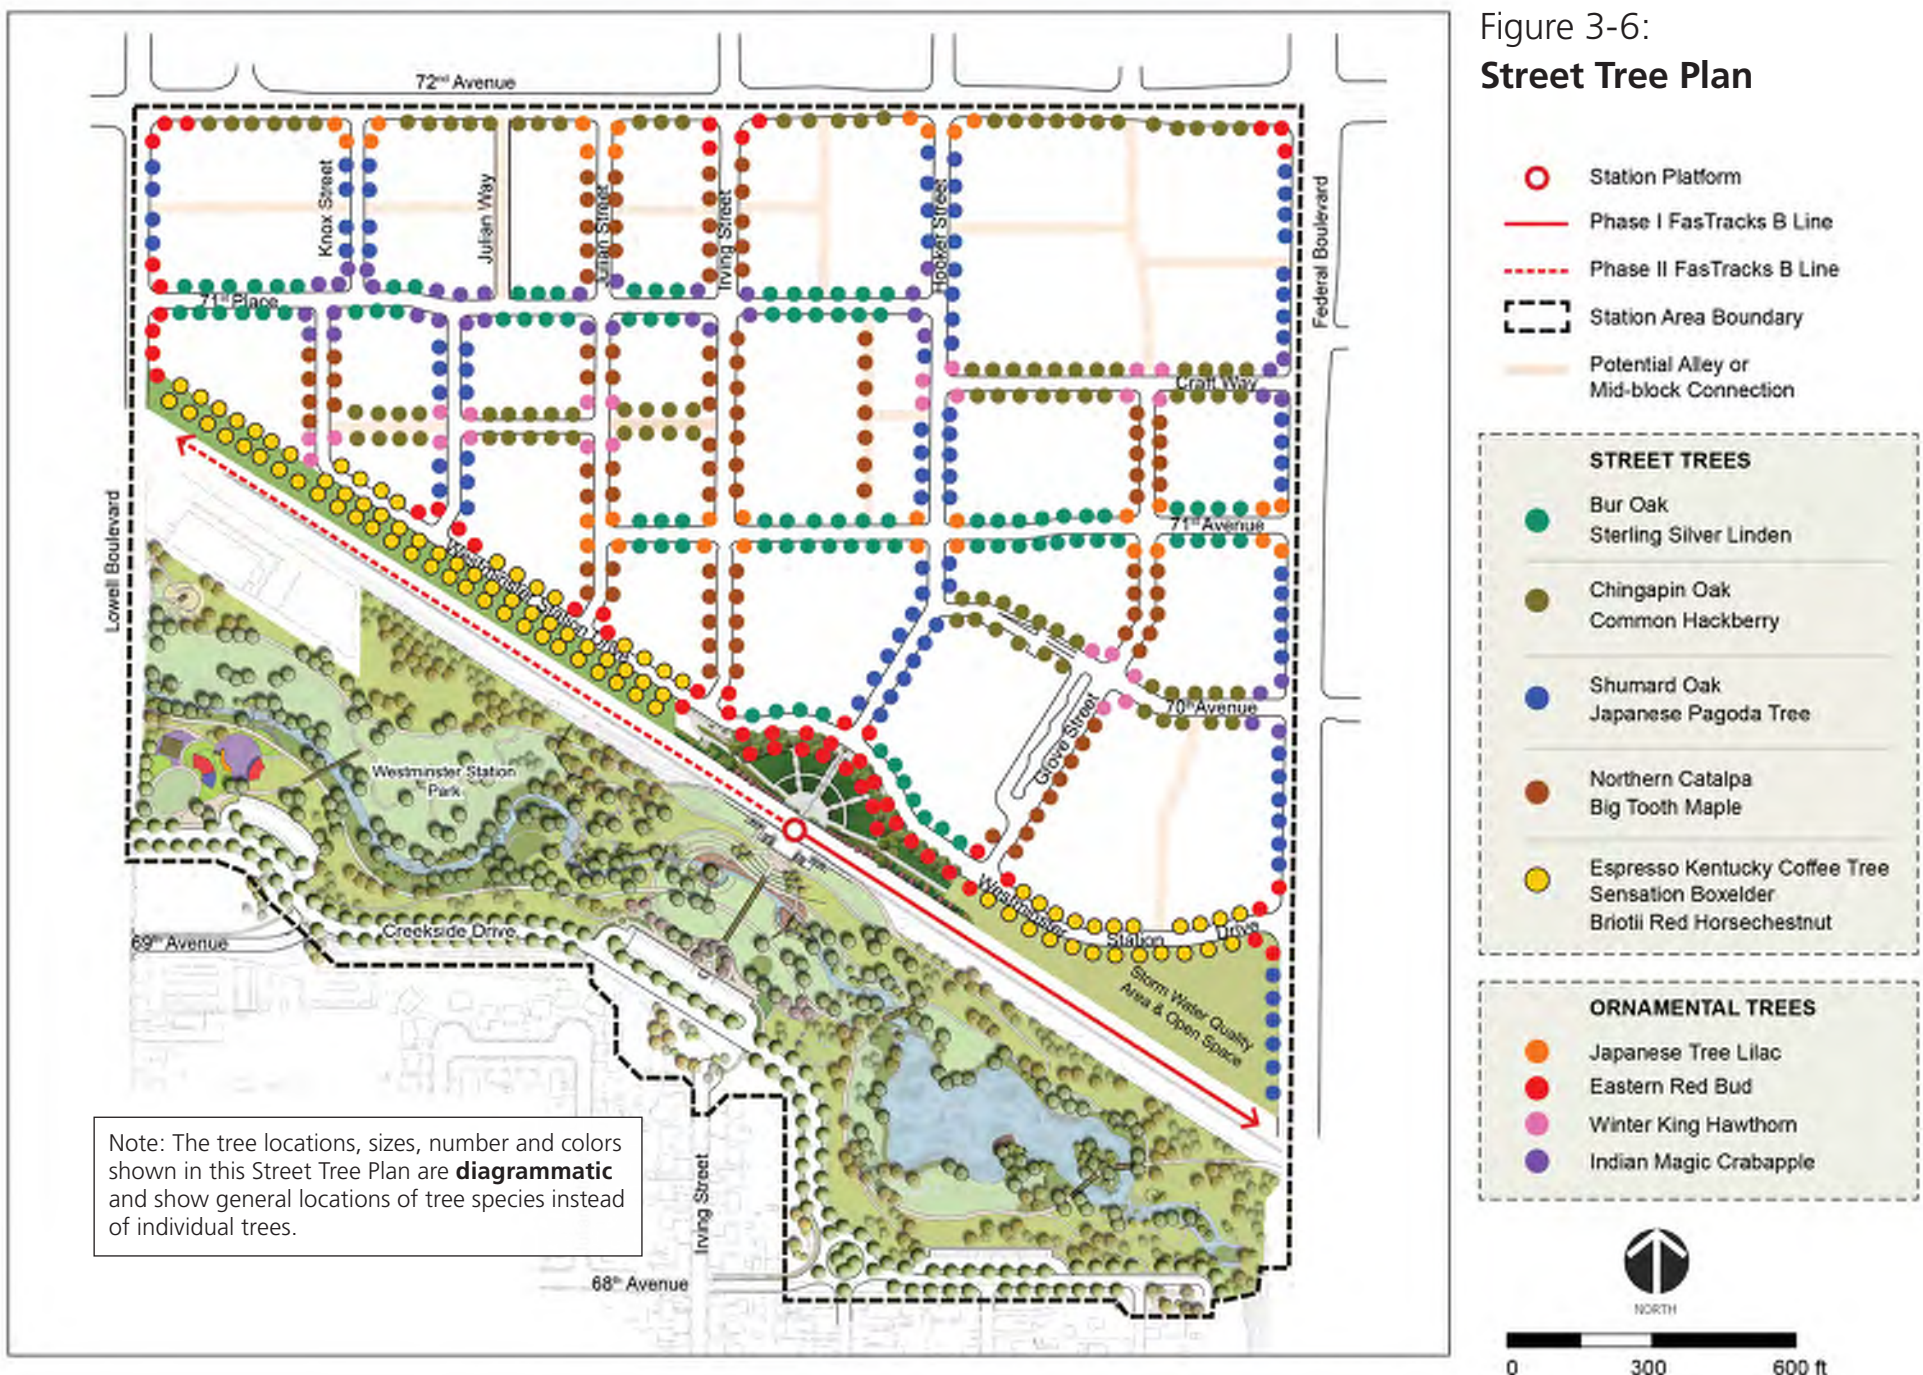 Figure 3-6:
Street Tree Plan
72nd Avenue
Knox Street
Julian Way
Julian Street
Irving Street
Hooker Street
Federal Boulevard
71st Place
Craft Way
71st Avenue
Lowell Boulevard
Westminster Station Drive
70th Avenue
Grove Street
Westminster Station
Park
Westminster Station Drive
69th Avenue
Creekside Drive
Storm Water Quality
Area & Open Space
Irving Street
68th Avenue
Note: The tree locations, sizes, number and colors
shown in this Street Tree Plan are diagrammatic
and show general locations of tree species instead
of individual trees.
Station Platform
Phase I FasTracks B Line
Phase II FasTracks B Line
Station Area Boundary
Potential Alley or
Mid-block Connection
STREET TREES
Bur Oak
Sterling Silver Linden
Chingapin Oak
Common Hackberry
Shumard Oak
Japanese Pagoda Tree
Northern Catalpa
Big Tooth Maple
Espresso Kentucky Coffee Tree
Sensation Boxelder
Briotii Red Horsechestnut
ORNAMENTAL TREES
Japanese Tree Lilac
Eastern Red Bud
Winter King Hawthorn
Indian Magic Crabapple
NORTH
0 300 600 ft